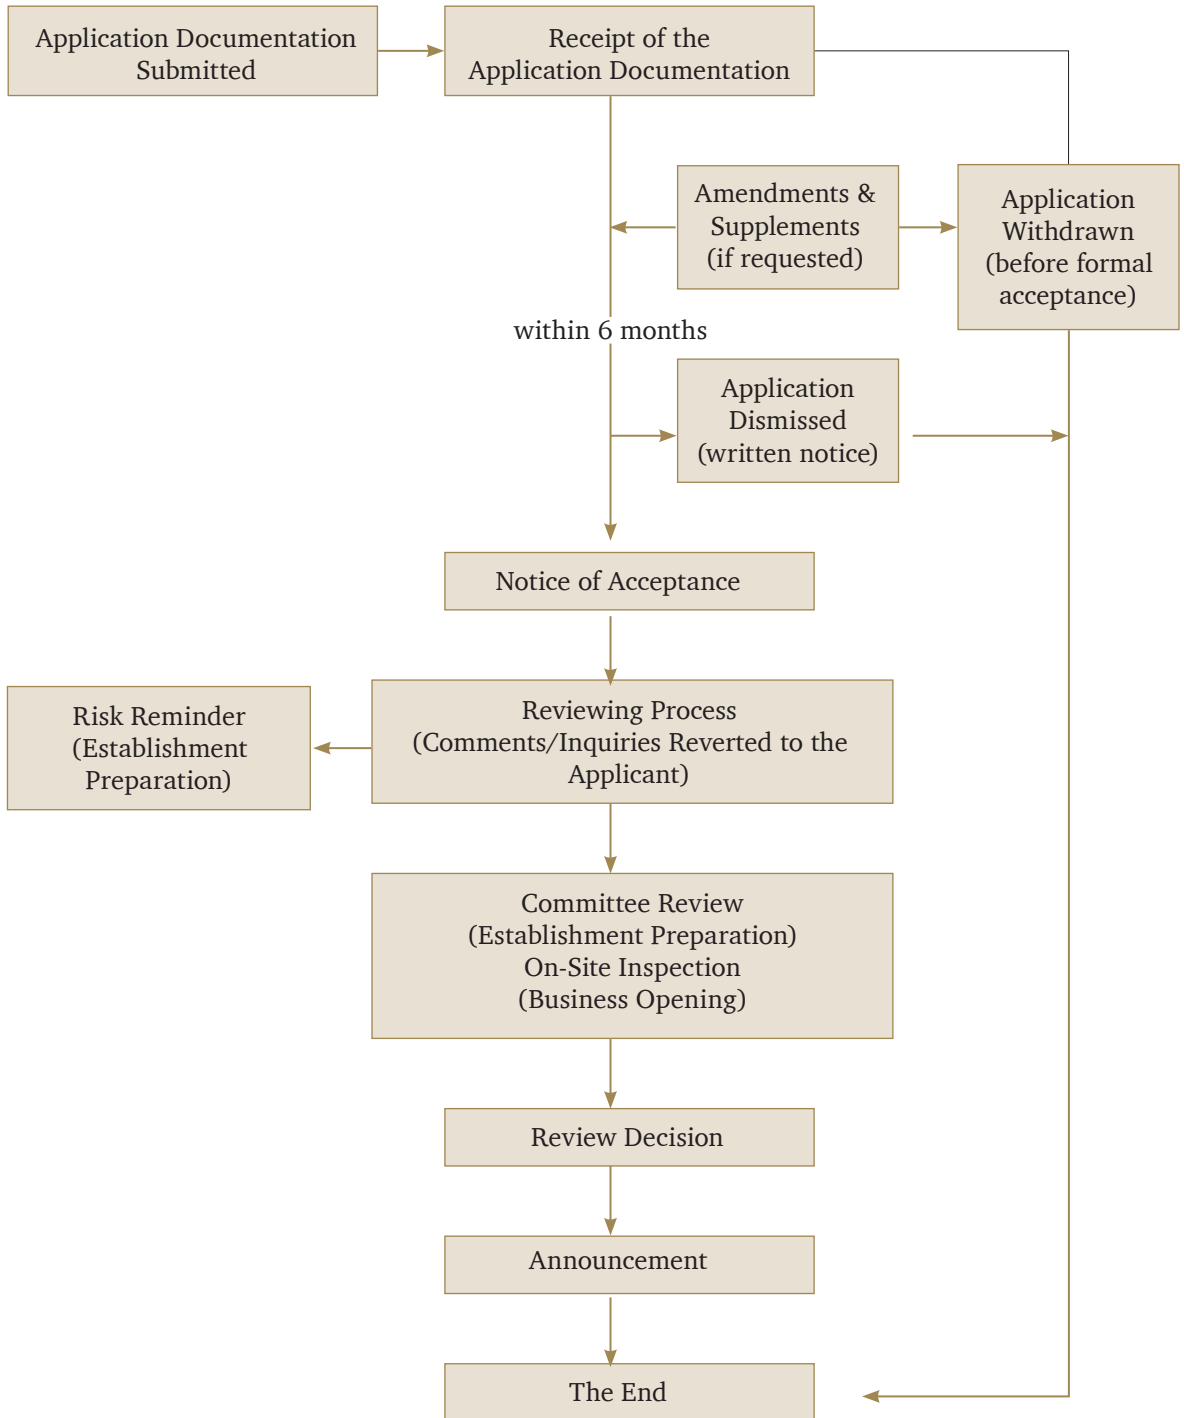 Application Documentation
Submitted
Receipt of the
Application Documentation
Amendments &
Supplements
(if requested)
Application
Withdrawn
(before formal
acceptance)
within 6 months
Application
Dismissed
(written notice)
Notice of Acceptance
Risk Reminder
(Establishment
Preparation)
Reviewing Process
(Comments/Inquiries Reverted to the
Applicant)
Committee Review
(Establishment Preparation)
On-Site Inspection
(Business Opening)
Review Decision
Announcement
The End